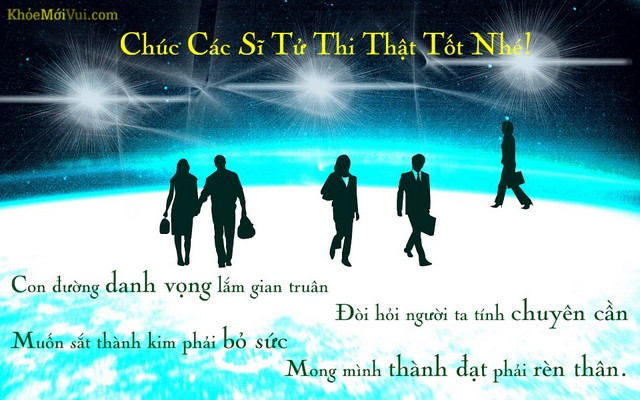 KhỏeMớiVui.com
Chúc Các Sĩ Tử Thi Thật Tốt Nhé!
Con đường danh vọng lắm gian truân
Đòi hỏi người ta tính chuyên cần
Muốn sắt thành kim phải bỏ sức
Mong mình thành đạt phải rèn thân.